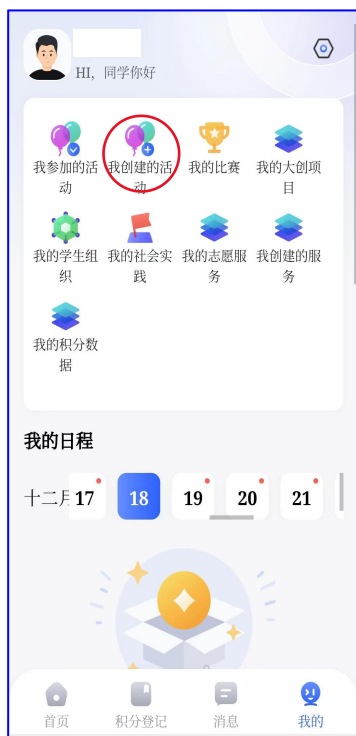 HI，同学你好
我参加的活动
我创建的活动
我的比赛
我的大创项目
我的学生组织
我的社会实践
我的志愿服务
我创建的服务
我的积分数据
我的日程
十二月 17 18 19 20 21
首页 积分登记 消息 我的